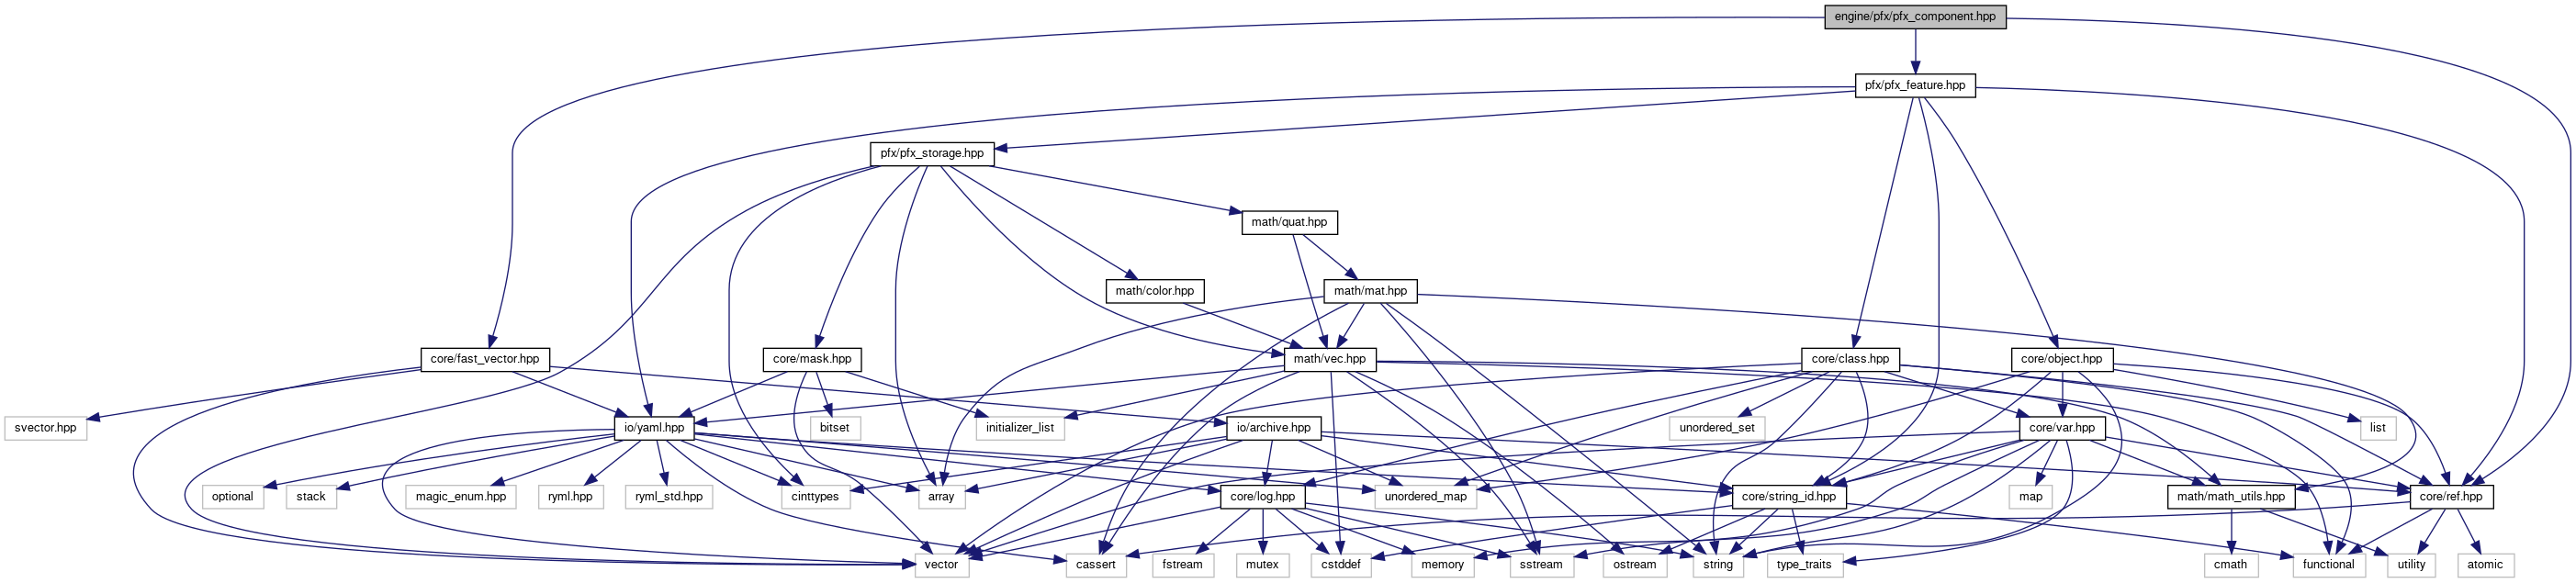 engine/pfx/pfx_component.hpp
pfx/pfx_feature.hpp
pfx/pfx_storage.hpp
math/quat.hpp
math/color.hpp
math/mat.hpp
core/fast_vector.hpp
core/mask.hpp
math/vec.hpp
core/class.hpp
core/object.hpp
svector.hpp
io/yaml.hpp
bitset
initializer_list
io/archive.hpp
unordered_set
core/var.hpp
list
optional
stack
magic_enum.hpp
ryml.hpp
ryml_std.hpp
cinttypes
array
core/log.hpp
unordered_map
core/string_id.hpp
map
math/math_utils.hpp
core/ref.hpp
vector
cassert
fstream
mutex
cstddef
memory
sstream
ostream
string
type_traits
cmath
functional
utility
atomic